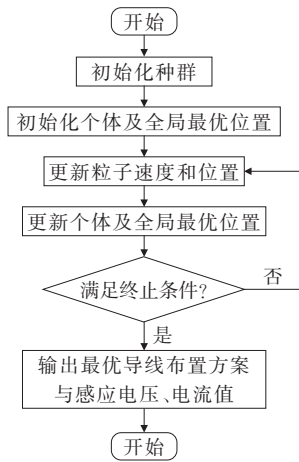 开始
初始化种群
初始化个体及全局最优位置
更新粒子速度和位置
更新个体及全局最优位置
满足终止条件?
否
是
输出最优导线布置方案
与感应电压、电流值
开始